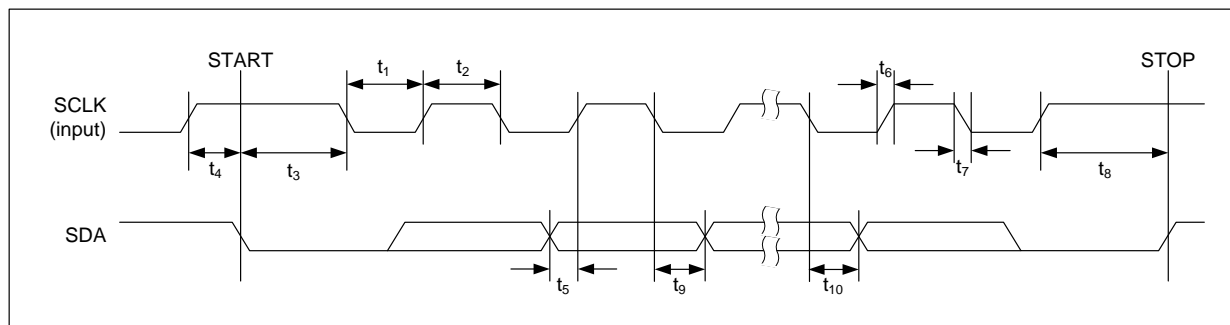 START
STOP
t1
t2
t6
SCLK
(input)
t4
t3
t7
t8
SDA
t5
t9
t10